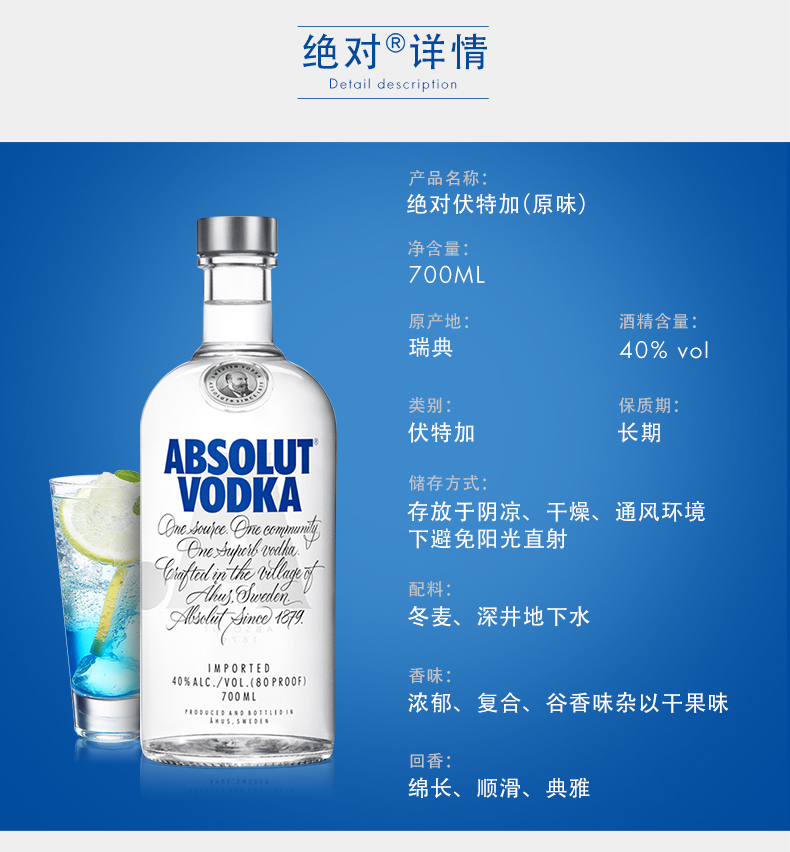 绝对®详情
Detail description
产品名称:
绝对伏特加(原味)
净含量:
700ML
原产地:
瑞典
酒精含量:
40% vol
类别:
伏特加
保质期:
长期
储存方式:
存放于阴凉、干燥、通风环境
下避免阳光直射
配料:
冬麦、深井地下水
香味:
浓郁、复合、谷香味杂以干果味
回香:
绵长、顺滑、典雅
ABSOLUT®
VODKA
One source. One community.
One superb vodka.
Crafted in the village of
Åhus, Sweden.
Absolut Since 1879.
IMPORTED
40%ALC./VOL.(80 PROOF)
700ML
PRODUCED AND BOTTLED IN
ÅHUS, SWEDEN